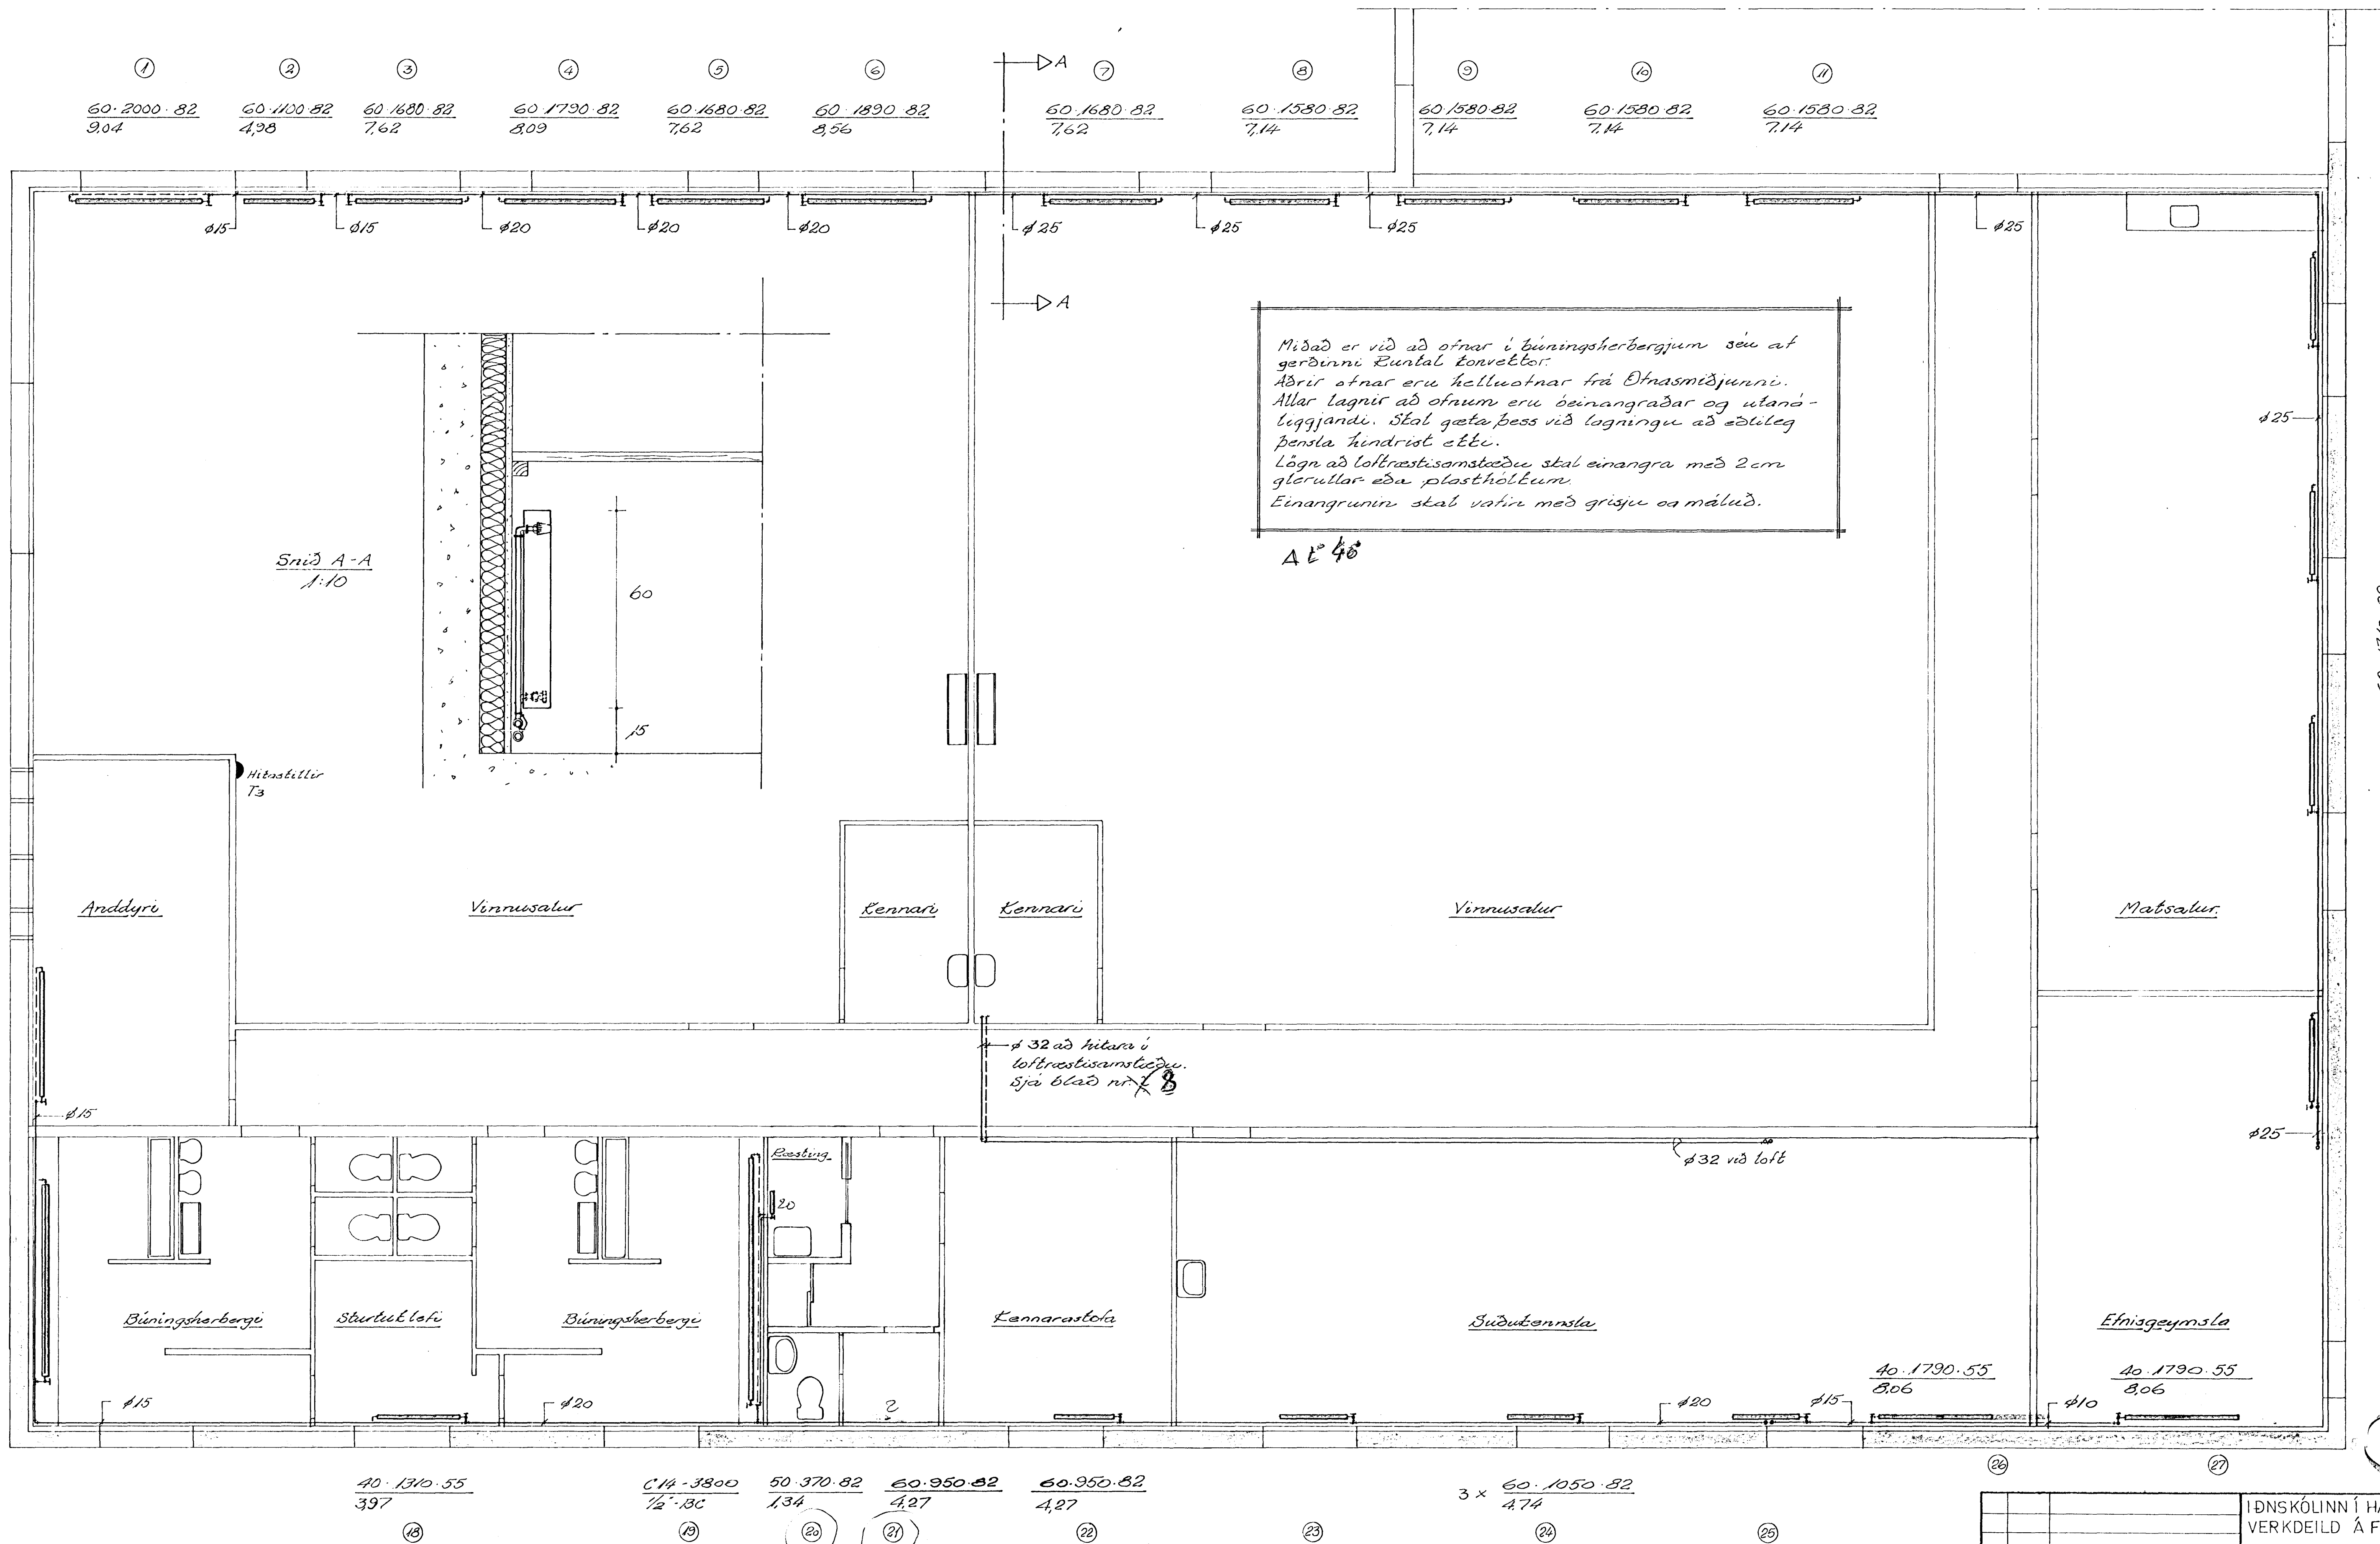 1 2 3 4 5 6 7 8 9 10 11
60·2000·82 60·1100·82 60·1680·82 60·1790·82 60·1680·82 60·1890·82 60·1680·82 60·1580·82 60·1580·82 60·1580·82 60·1580·82
9,04 4,98 7,62 8,09 7,62 8,56 7,62 7,14 7,14 7,14 7.14
A
ø15 ø15 ø20 ø20 ø20 ø25 ø25 ø25 ø25
A
Miðað er við að ofnar í búningsherbergjum séu af
gerðinni Runtal konvektor.
Aðrir ofnar eru helluofnar frá Ofnasmiðjunni.
Allar lagnir að ofnum eru óeinangraðar og utaná-
liggjandi. Skal gæta þess við lagningu að eðlileg
þensla hindrist ekki.
Lögn að loftræstisamstæðu skal einangra með 2cm
glerullar- eða plasthólkum.
Einangrunin skal vafin með grisju og máluð.
ø25
Snið A-A
1:10
60
15
Hitastillir
T3
Anddyri Vinnusalur Kennari Kennari Vinnusalur Matsalur.
ø32 að hitara í
loftræstisamstæðu.
Sjá blað nr. 8
ø15
ø25
Ræsting
ø32 við loft
20
Búningsherbergi Sturtuklefi Búningsherbergi Kennarastofa Suðukennsla Efnisgeymsla
40·1790·55 40·1790·55
8,06 8,06
ø15 ø20 2 ø20 ø15 ø10
26 27
40·1310·55 C14-3800 50·370·82 60·950·82 60·950·82 3 × 60·1050·82
3,97 1/2"-BC 1,34 4,27 4,27 4,74
18 19 20 21 22 23 24 25
IÐNSKÓLINN Í HA
VERKDEILD Á F